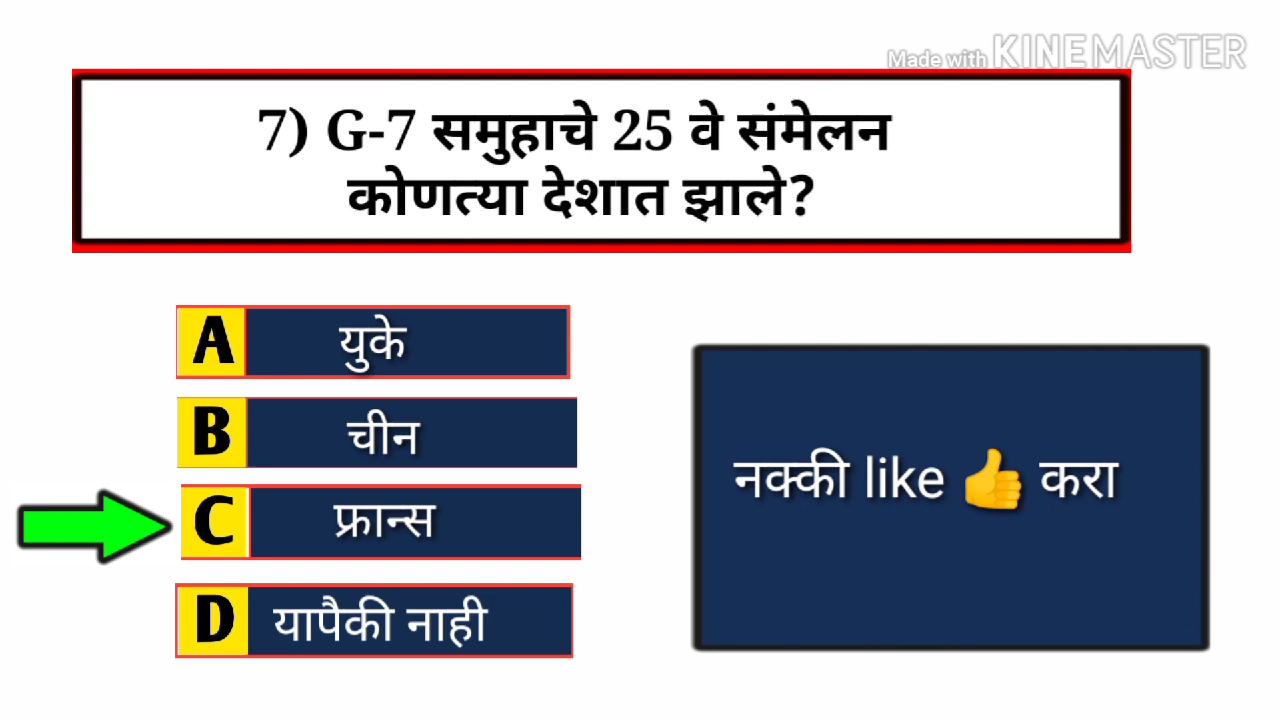 Made with KINEMASTER
7) G-7 समुहाचे 25 वे संमेलन
कोणत्या देशात झाले?
A युके
B चीन
C फ्रान्स
D यापैकी नाही
नक्की like 👍 करा